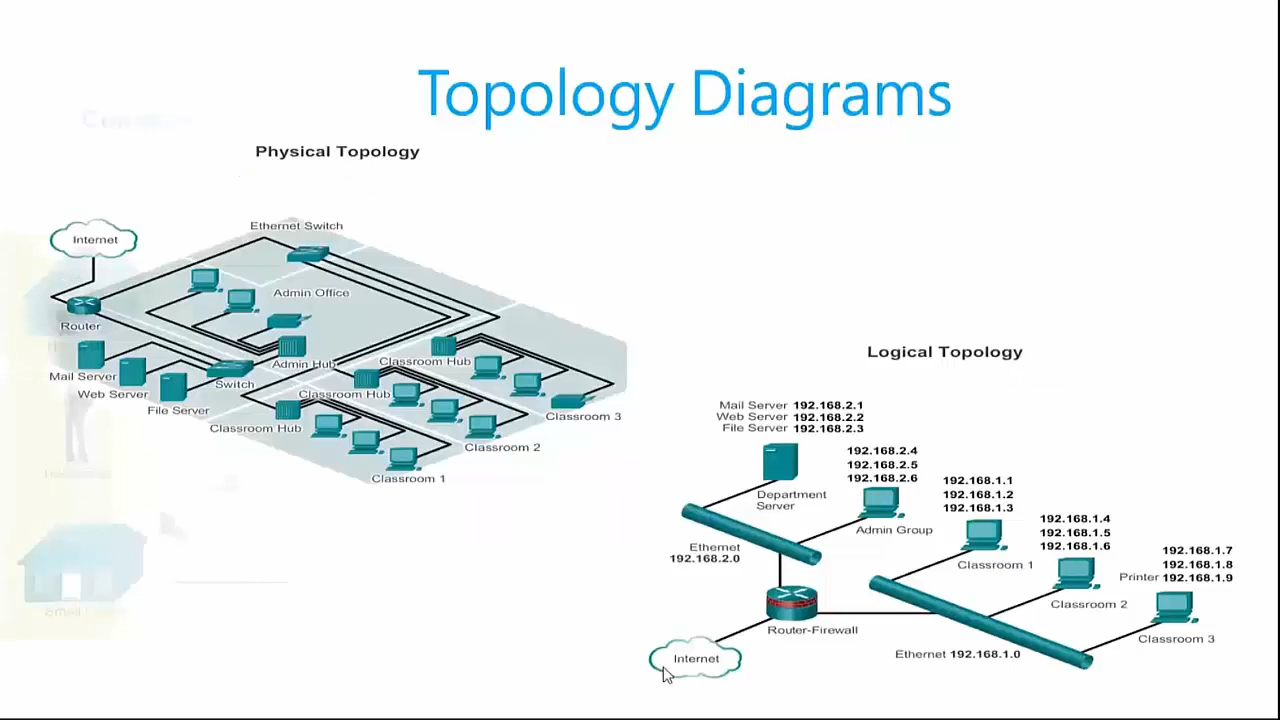 Topology Diagrams
Physical Topology
Ethernet Switch
Internet
Admin Office
Router
Admin Hub
Classroom Hub
Mail Server
Switch
Web Server
Classroom Hub
File Server
Classroom 3
Classroom Hub
Classroom 2
Classroom 1
Logical Topology
Mail Server 192.168.2.1
Web Server 192.168.2.2
File Server 192.168.2.3
192.168.2.4
192.168.2.5
192.168.2.6
192.168.1.1
192.168.1.2
192.168.1.3
Department
Server
192.168.1.4
192.168.1.5
192.168.1.6
Admin Group
Ethernet
192.168.2.0
192.168.1.7
192.168.1.8
Printer 192.168.1.9
Classroom 1
Classroom 2
Router-Firewall
Classroom 3
Ethernet 192.168.1.0
Internet